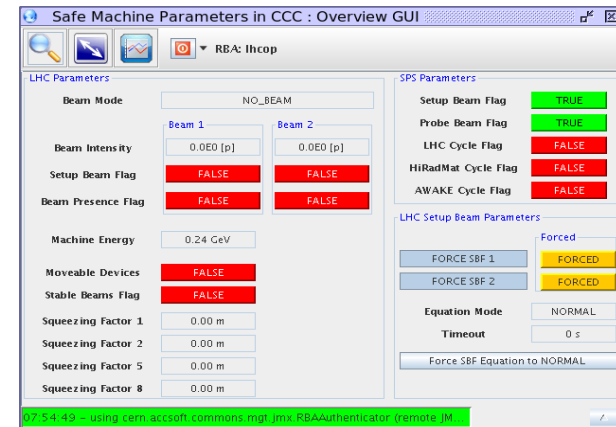 Safe Machine Parameters in CCC : Overview GUI
RBA: lhcop
LHC Parameters
Beam Mode NO_BEAM
Beam 1 Beam 2
Beam Intensity 0.0E0 [p] 0.0E0 [p]
Setup Beam Flag FALSE FALSE
Beam Presence Flag FALSE FALSE
Machine Energy 0.24 GeV
Moveable Devices FALSE
Stable Beams Flag FALSE
Squeezing Factor 1 0.00 m
Squeezing Factor 2 0.00 m
Squeezing Factor 5 0.00 m
Squeezing Factor 8 0.00 m
SPS Parameters
Setup Beam Flag TRUE
Probe Beam Flag TRUE
LHC Cycle Flag FALSE
HiRadMat Cycle Flag FALSE
AWAKE Cycle Flag FALSE
LHC Setup Beam Parameters
Forced
FORCE SBF 1 FORCED
FORCE SBF 2 FORCED
Equation Mode NORMAL
Timeout 0 s
Force SBF Equation to NORMAL
07:54:49 - using cern.accsoft.commons.mgt.jmx.RBAAuthenticator (remote JM...